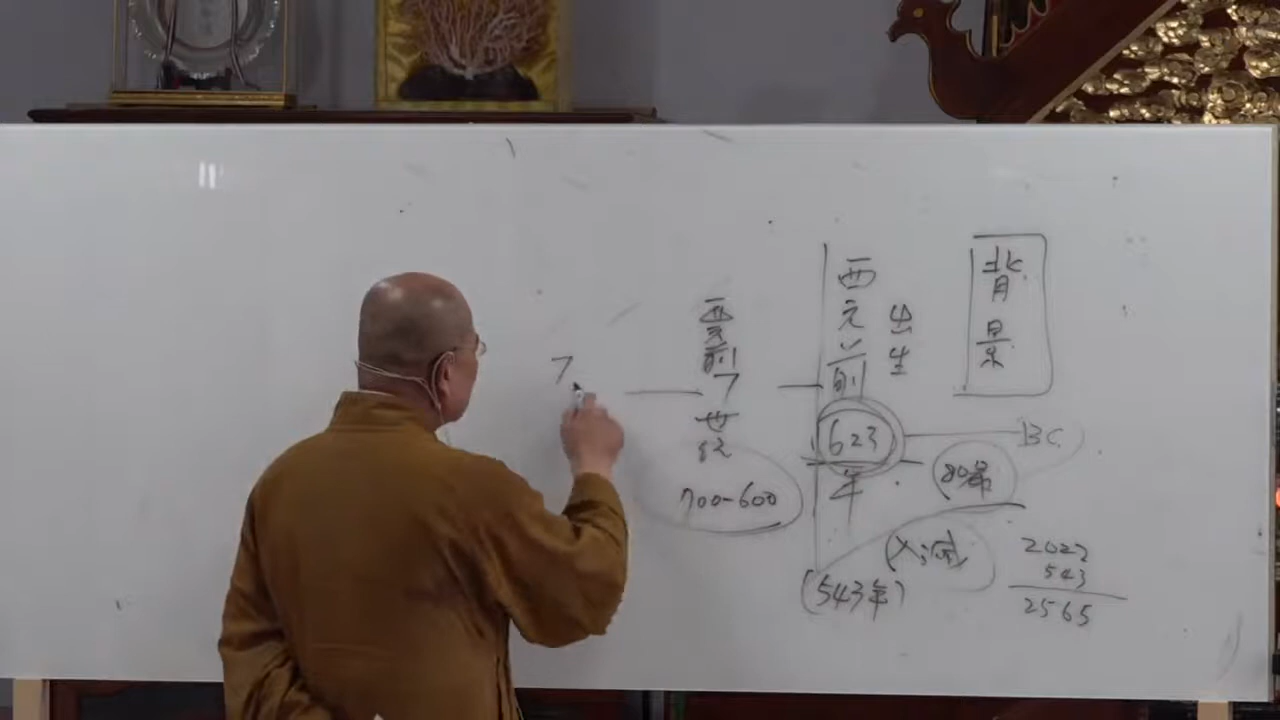 背景
出生
西元前
623
年
BC
80歲
入滅
(543年)
2022
543
2565
西元前
7
世紀
700-600
7